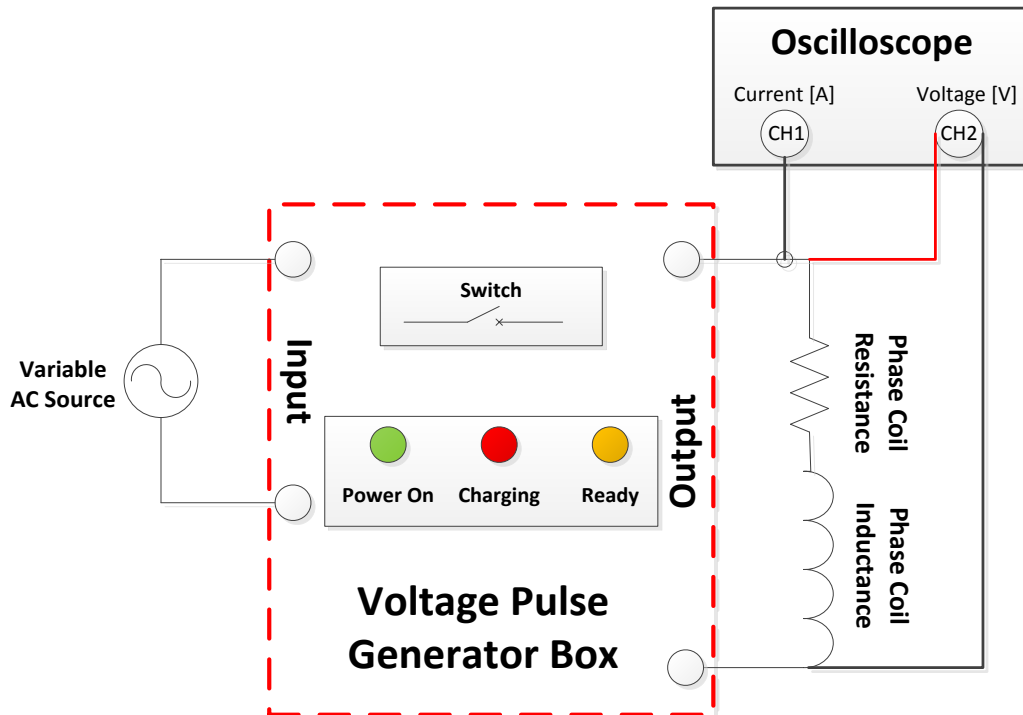 Oscilloscope
Current [A]
Voltage [V]
CH1
CH2
Switch
Variable
AC Source
Input
Output
Power On
Charging
Ready
Voltage Pulse
Generator Box
Phase Coil
Resistance
Phase Coil
Inductance